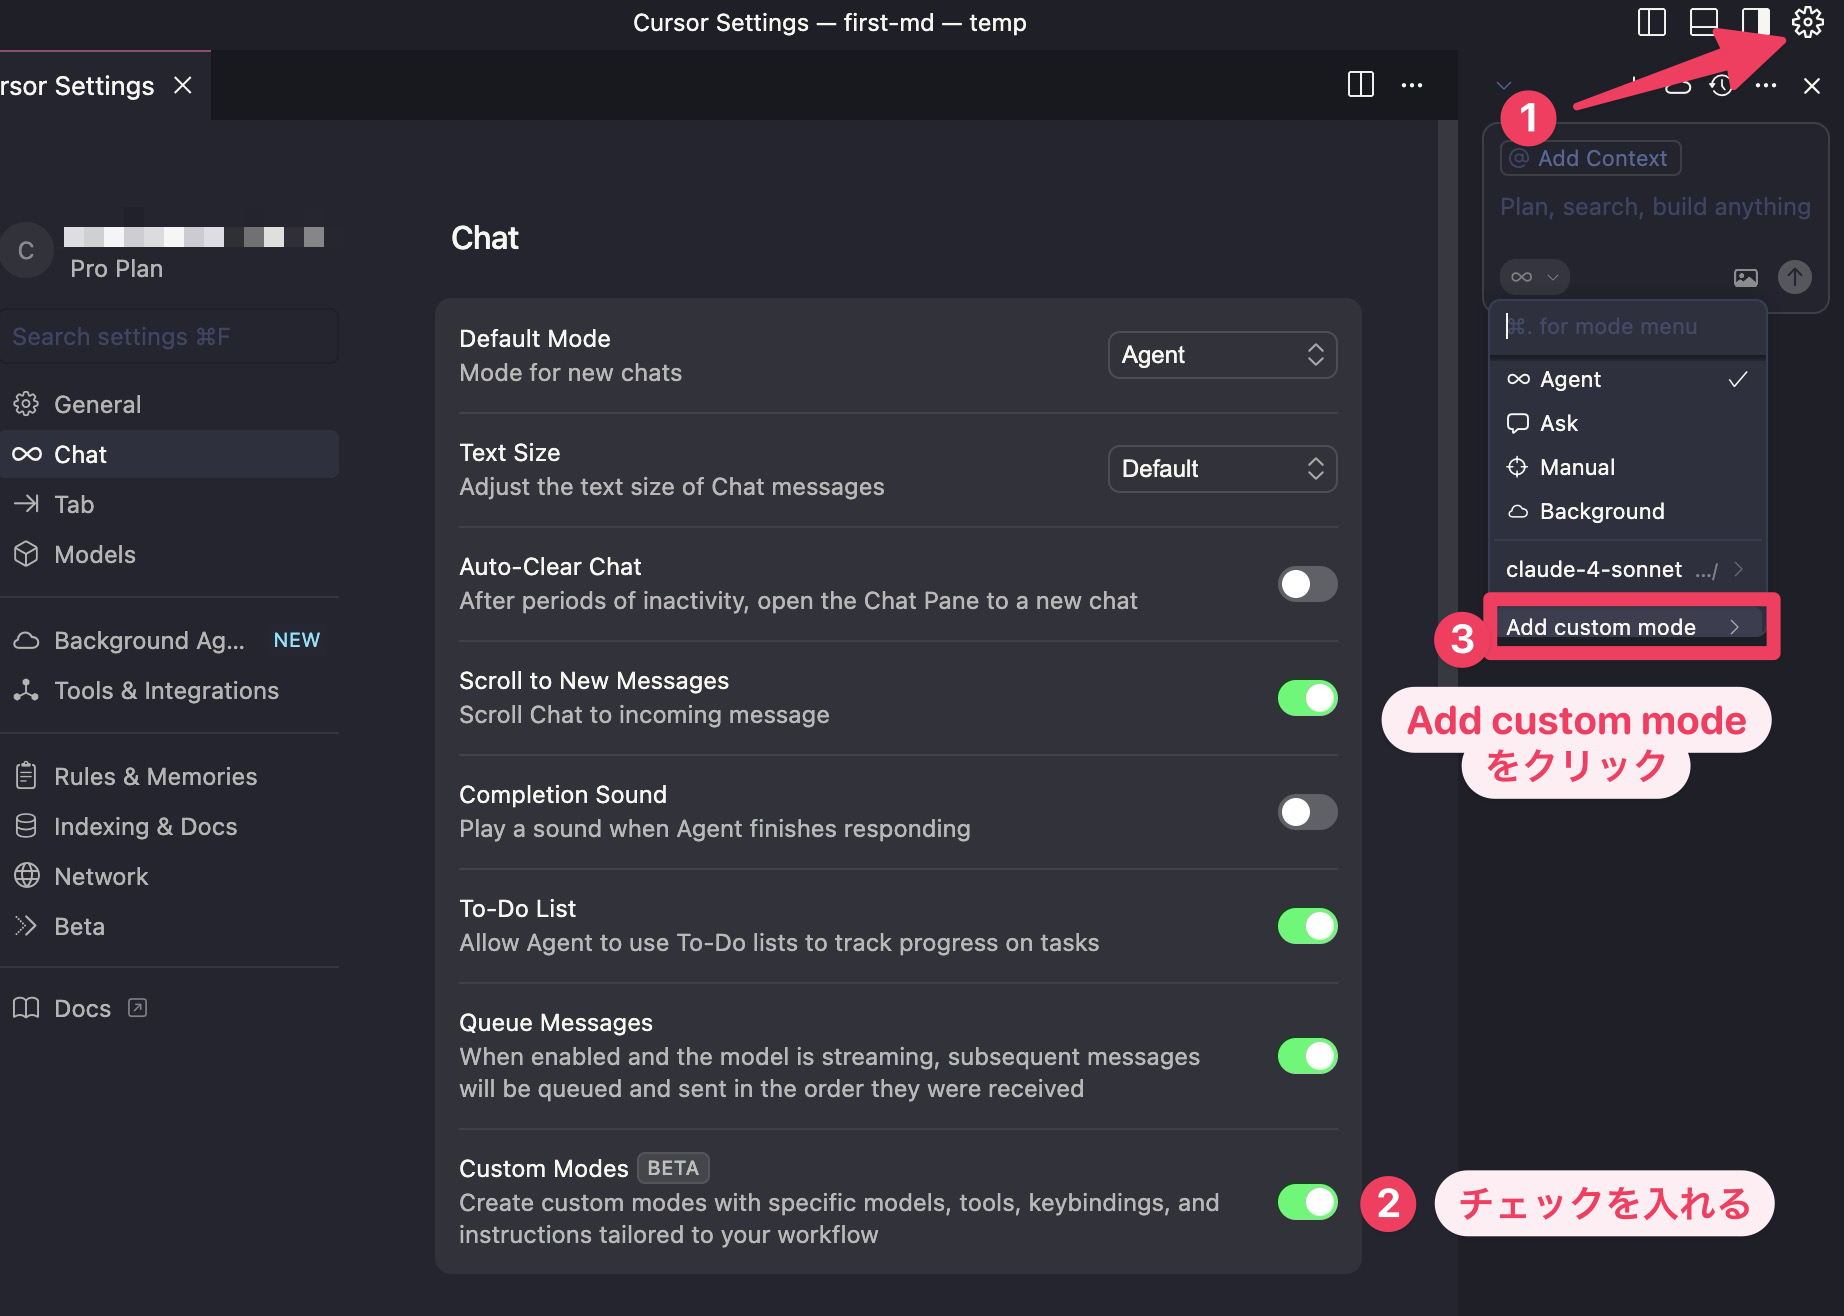 Cursor Settings — first-md — temp
rsor Settings
C
Pro Plan
Search settings ⌘F
General
Chat
Tab
Models
Background Ag... NEW
Tools & Integrations
Rules & Memories
Indexing & Docs
Network
Beta
Docs
Chat
Default Mode
Mode for new chats
Agent
Text Size
Adjust the text size of Chat messages
Default
Auto-Clear Chat
After periods of inactivity, open the Chat Pane to a new chat
Scroll to New Messages
Scroll Chat to incoming message
Completion Sound
Play a sound when Agent finishes responding
To-Do List
Allow Agent to use To-Do lists to track progress on tasks
Queue Messages
When enabled and the model is streaming, subsequent messages
will be queued and sent in the order they were received
Custom Modes BETA
Create custom modes with specific models, tools, keybindings, and
instructions tailored to your workflow
2 チェックを入れる
1
@ Add Context
Plan, search, build anything
⌘. for mode menu
Agent
Ask
Manual
Background
claude-4-sonnet .../
3 Add custom mode
Add custom mode
をクリック